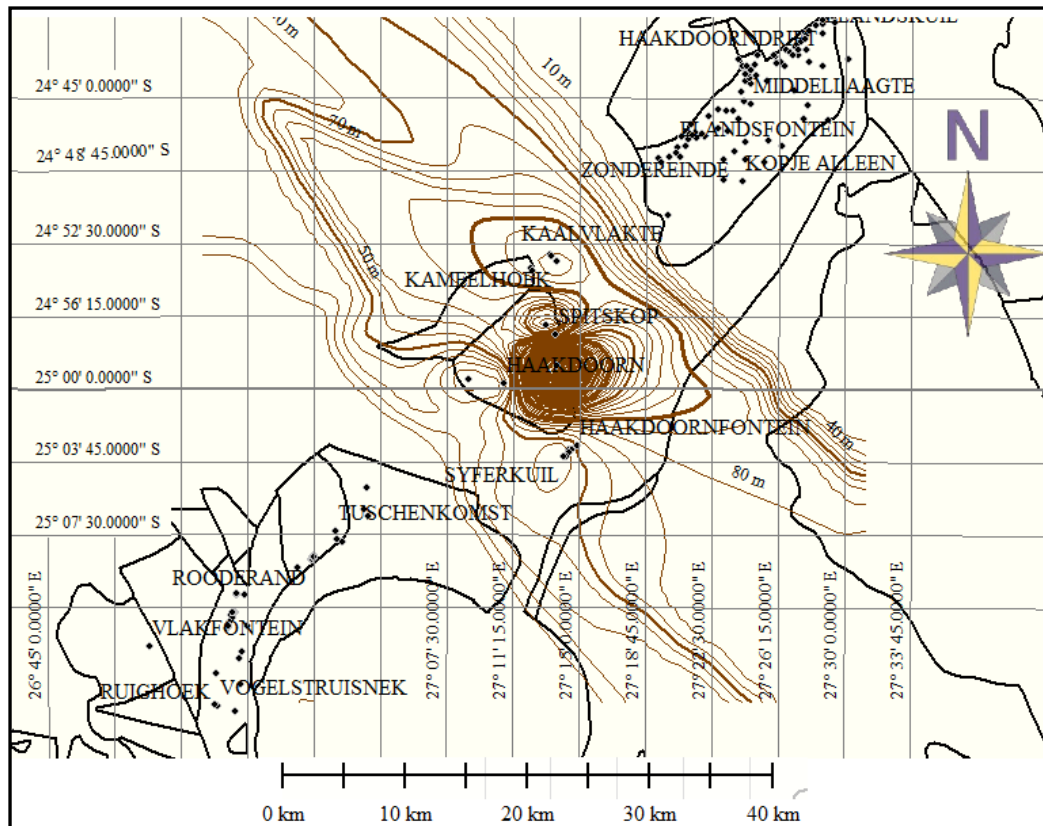 HAAKDOORNDRIFT
10 m
24° 45' 0.0000" S
MIDDELLAAGTE
70 m
ELANDSFONTEIN
24° 48' 45.0000" S
ZONDEREINDE
KOPJE ALLEEN
N
24° 52' 30.0000" S
KAALVLAKTE
50 m
KAMEELHOEK
24° 56' 15.0000" S
SPITSKOP
HAAKDOORN
25° 00' 0.0000" S
HAAKDOORNFONTEIN
40 m
25° 03' 45.0000" S
SYFERKUIL
80 m
25° 07' 30.0000" S
TUSCHENKOMST
ROODERAND
VLAKFONTEIN
RUIGHOEK
VOGELSTRUISNEK
26° 45' 0.0000" E
27° 07' 30.0000" E
27° 11' 15.0000" E
27° 15' 0.0000" E
27° 18' 45.0000" E
27° 22' 30.0000" E
27° 26' 15.0000" E
27° 30' 0.0000" E
27° 33' 45.0000" E
0 km
10 km
20 km
30 km
40 km